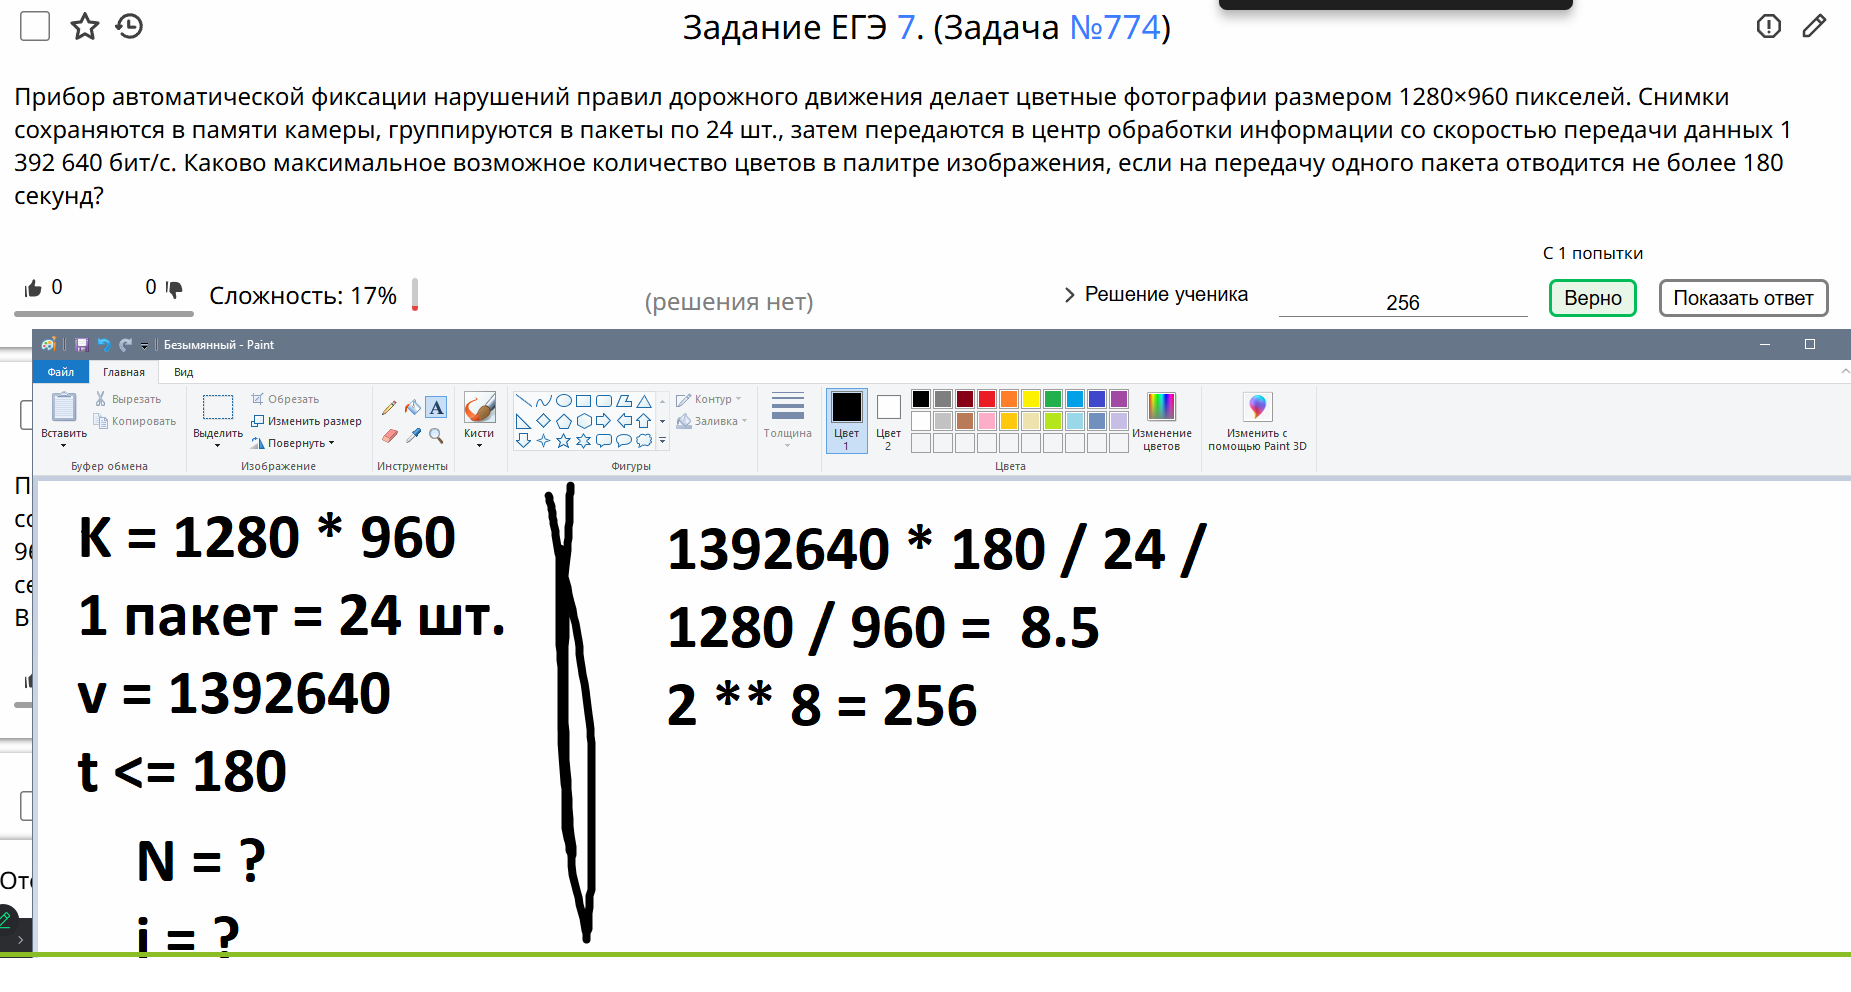 Задание ЕГЭ 7. (Задача №774)
Прибор автоматической фиксации нарушений правил дорожного движения делает цветные фотографии размером 1280×960 пикселей. Снимки
сохраняются в памяти камеры, группируются в пакеты по 24 шт., затем передаются в центр обработки информации со скоростью передачи данных 1
392 640 бит/с. Каково максимальное возможное количество цветов в палитре изображения, если на передачу одного пакета отводится не более 180
секунд?
С 1 попытки
0 0 Сложность: 17% (решения нет) Решение ученика 256 Верно Показать ответ
Безымянный - Paint
Файл Главная Вид
Вставить Вырезать Копировать
Буфер обмена
Выделить Обрезать Изменить размер Повернуть
Изображение
Инструменты
Кисти
Фигуры
Контур Заливка
Толщина
Цвет 1 Цвет 2
Изменение цветов
Цвета
Изменить с помощью Paint 3D
П
со
96
се
В
От
K = 1280 * 960
1 пакет = 24 шт.
v = 1392640
t <= 180
N = ?
i = ?
1392640 * 180 / 24 /
1280 / 960 = 8.5
2 ** 8 = 256